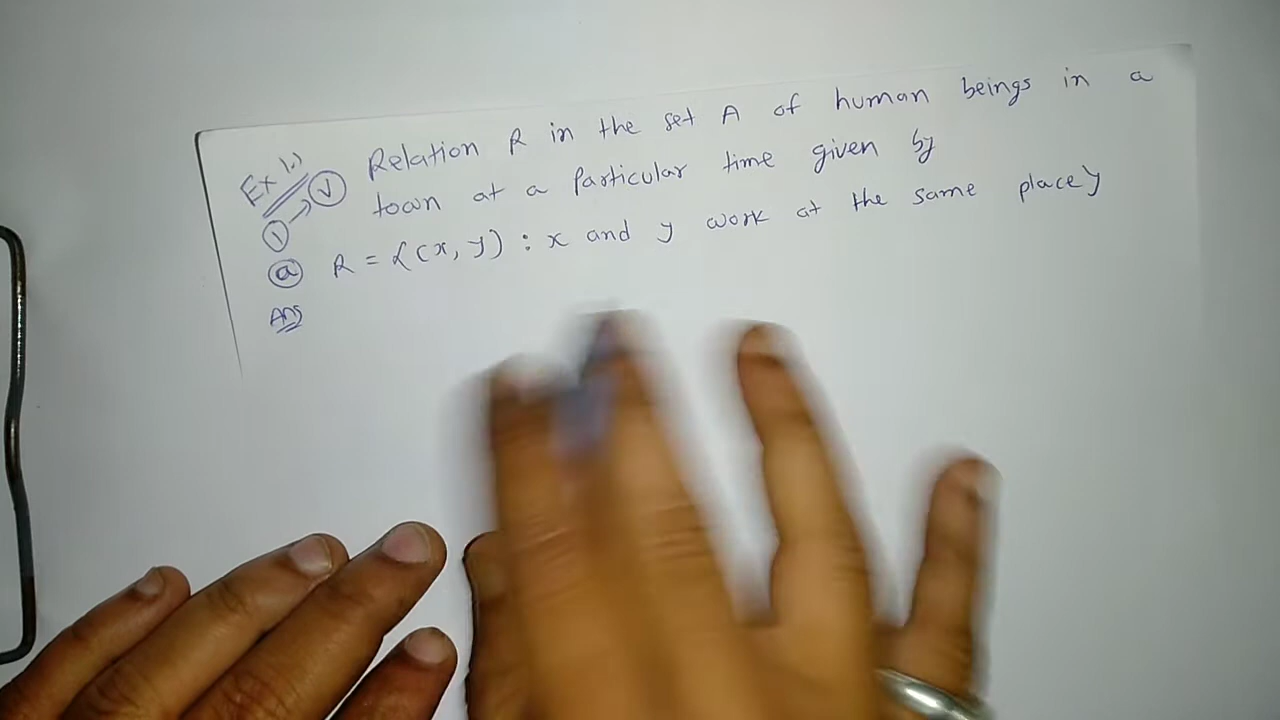 Ex 1.1 (v) Relation R in the set A of human beings in a
(1) town at a Particular time given by
(a) R = {(x, y) : x and y work at the same place}
Ans